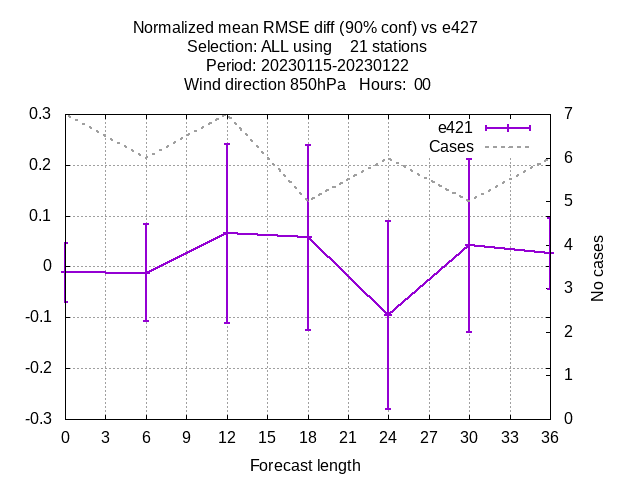 Normalized mean RMSE diff (90% conf) vs e427
Selection: ALL using    21 stations
Period: 20230115-20230122
Wind direction 850hPa   Hours:  00
e421
Cases
0.3
0.2
0.1
0
-0.1
-0.2
-0.3
7
6
5
4
3
2
1
0
No cases
0 3 6 9 12 15 18 21 24 27 30 33 36
Forecast length